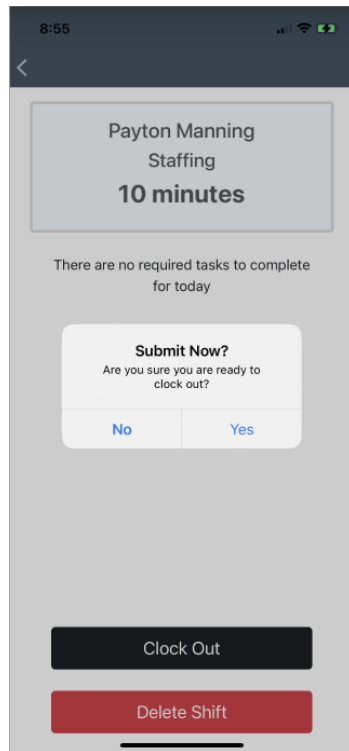 8:55
Payton Manning
Staffing
10 minutes
There are no required tasks to complete
for today
Submit Now?
Are you sure you are ready to
clock out?
No Yes
Clock Out
Delete Shift